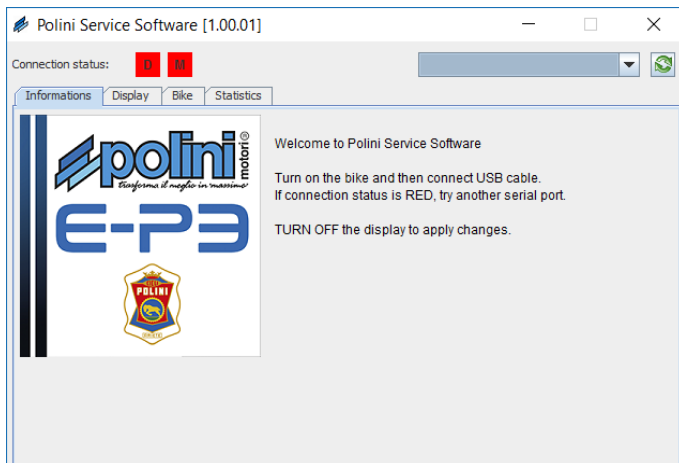 Polini Service Software [1.00.01]
Connection status: D M
Informations Display Bike Statistics
polini motori®
trasforma il meglio in massimo
E-P3
POLINI
Welcome to Polini Service Software
Turn on the bike and then connect USB cable.
If connection status is RED, try another serial port.
TURN OFF the display to apply changes.